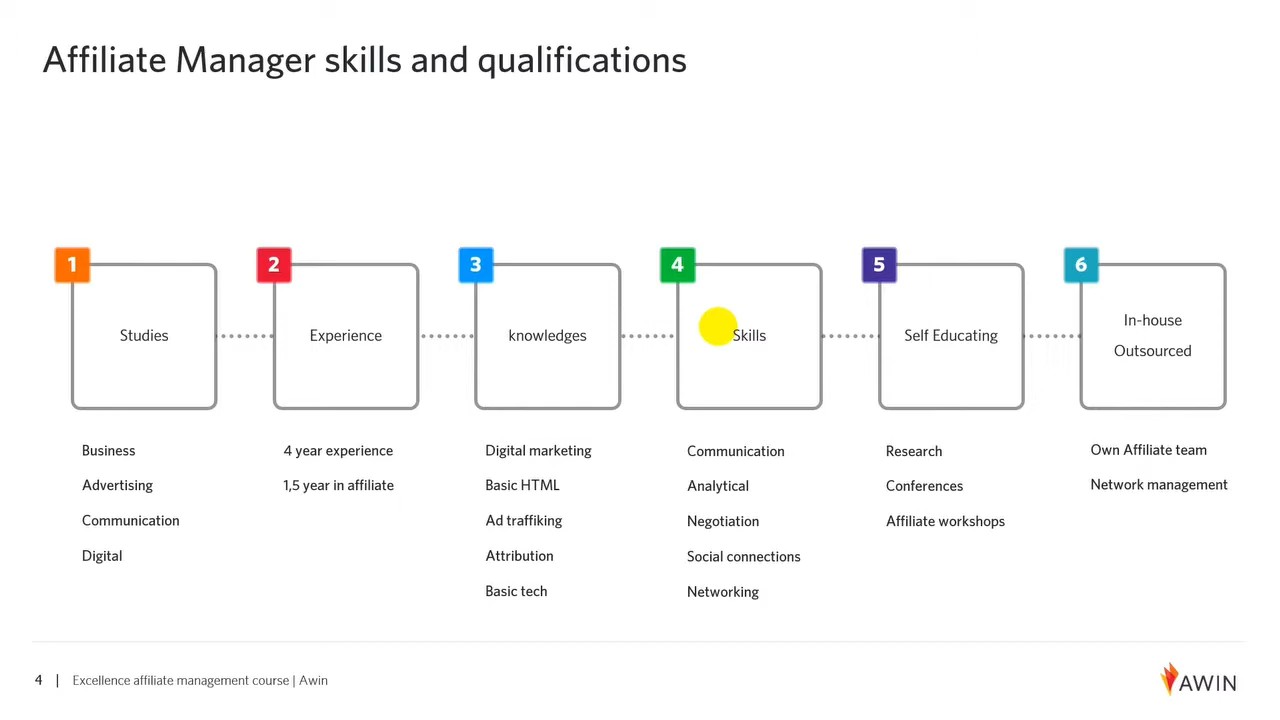 Affiliate Manager skills and qualifications
1
Studies
Business
Advertising
Communication
Digital
2
Experience
4 year experience
1,5 year in affiliate
3
knowledges
Digital marketing
Basic HTML
Ad traffiking
Attribution
Basic tech
4
Skills
Communication
Analytical
Negotiation
Social connections
Networking
5
Self Educating
Research
Conferences
Affiliate workshops
6
In-house
Outsourced
Own Affiliate team
Network management
4 | Excellence affiliate management course | Awin
AWIN